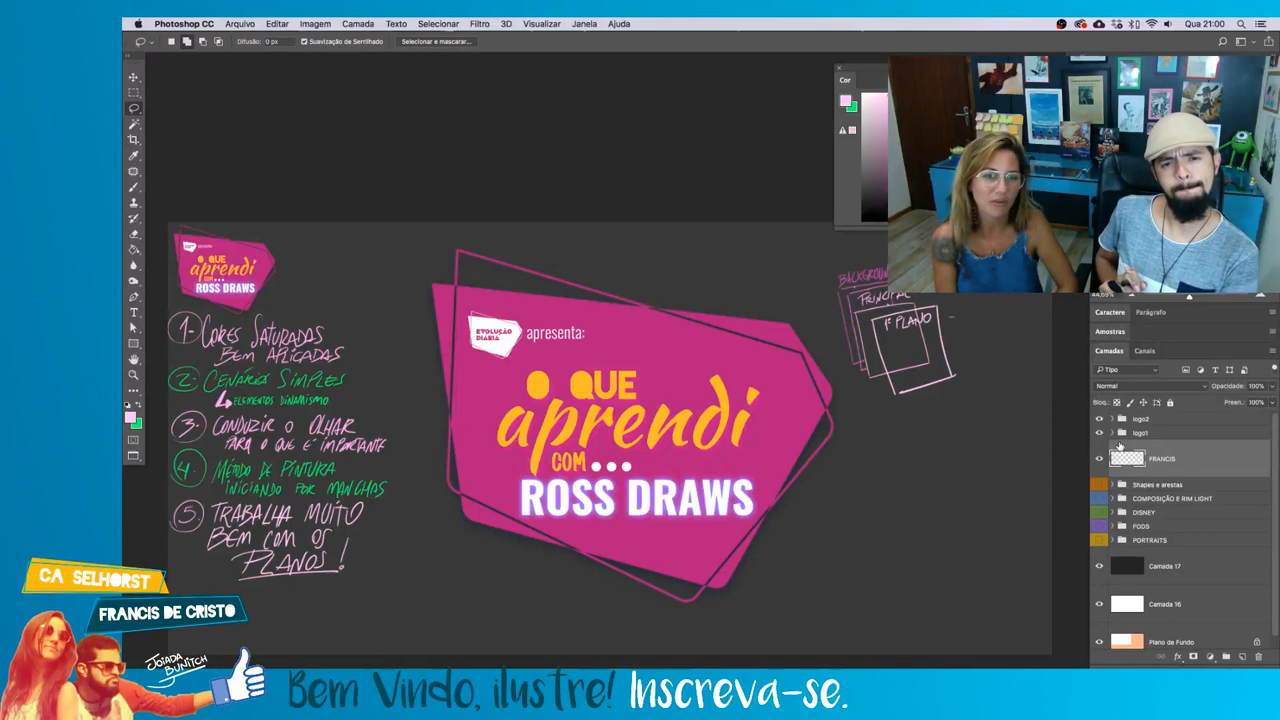 Photoshop CC Arquivo Editar Imagem Camada Texto Selecionar Filtro 3D Visualizar Janela Ajuda
Qua 21:00
Difusão: 0 px Suavização de Serrilhado Selecionar e mascarar...
Cor
O QUE
aprendi
COM...
ROSS DRAWS
1- CORES SATURADAS
BEM APLICADAS
2- CENÁRIOS SIMPLES
ELEMENTOS DINAMISMO
3. CONDUZIR O OLHAR
PARA O QUE É IMPORTANTE
4- MÉTODO DE PINTURA
INICIANDO POR MANCHAS
5 TRABALHA MUITO
BEM COM OS
PLANOS!
EVOLUÇÃO
DIÁRIA
apresenta:
O QUE
aprendi
COM...
ROSS DRAWS
BACKGROUN
PRINCIPAL
1º PLANO
Caractere Parágrafo
Amostras
Camadas Canais
Tipo
Normal Opacidade: 100%
Bloq.: Preen.: 100%
logo2
logo1
FRANCIS
Shapes e arestas
COMPOSIÇÃO E RIM LIGHT
DISNEY
FODS
PORTRAITS
Camada 17
Camada 16
Plano de Fundo
CA SELHORST
FRANCIS DE CRISTO
JOIADA
BUNITCH
Bem Vindo, ilustre! Inscreva-se.